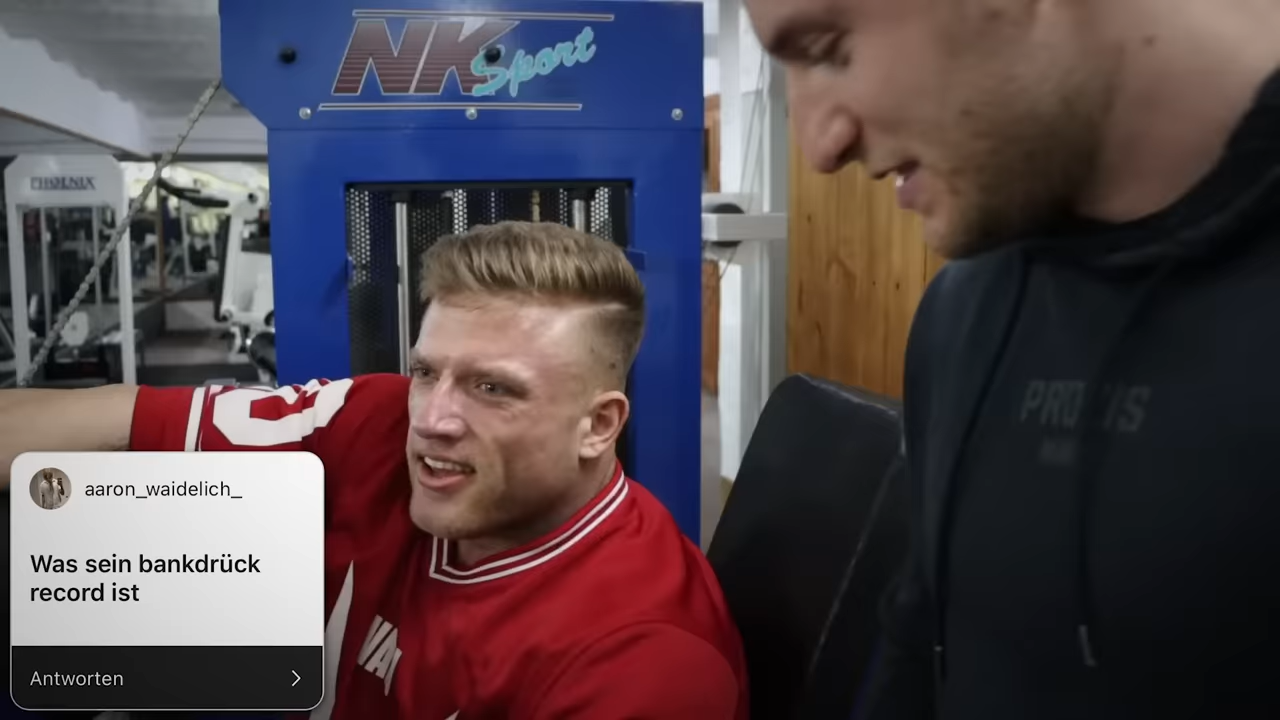 NK Sport
PHOENIX
aaron_waidelich_
Was sein bankdrück
record ist
Antworten